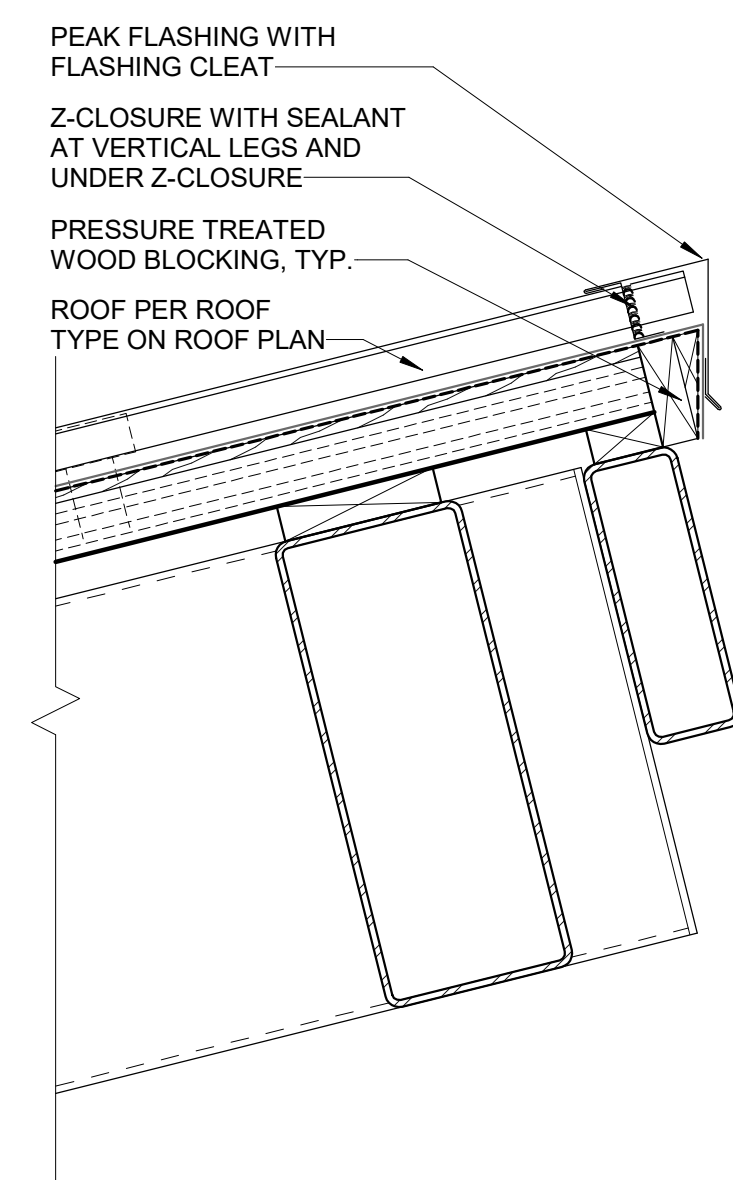 PEAK FLASHING WITH
FLASHING CLEAT
Z-CLOSURE WITH SEALANT
AT VERTICAL LEGS AND
UNDER Z-CLOSURE
PRESSURE TREATED
WOOD BLOCKING, TYP.
ROOF PER ROOF
TYPE ON ROOF PLAN